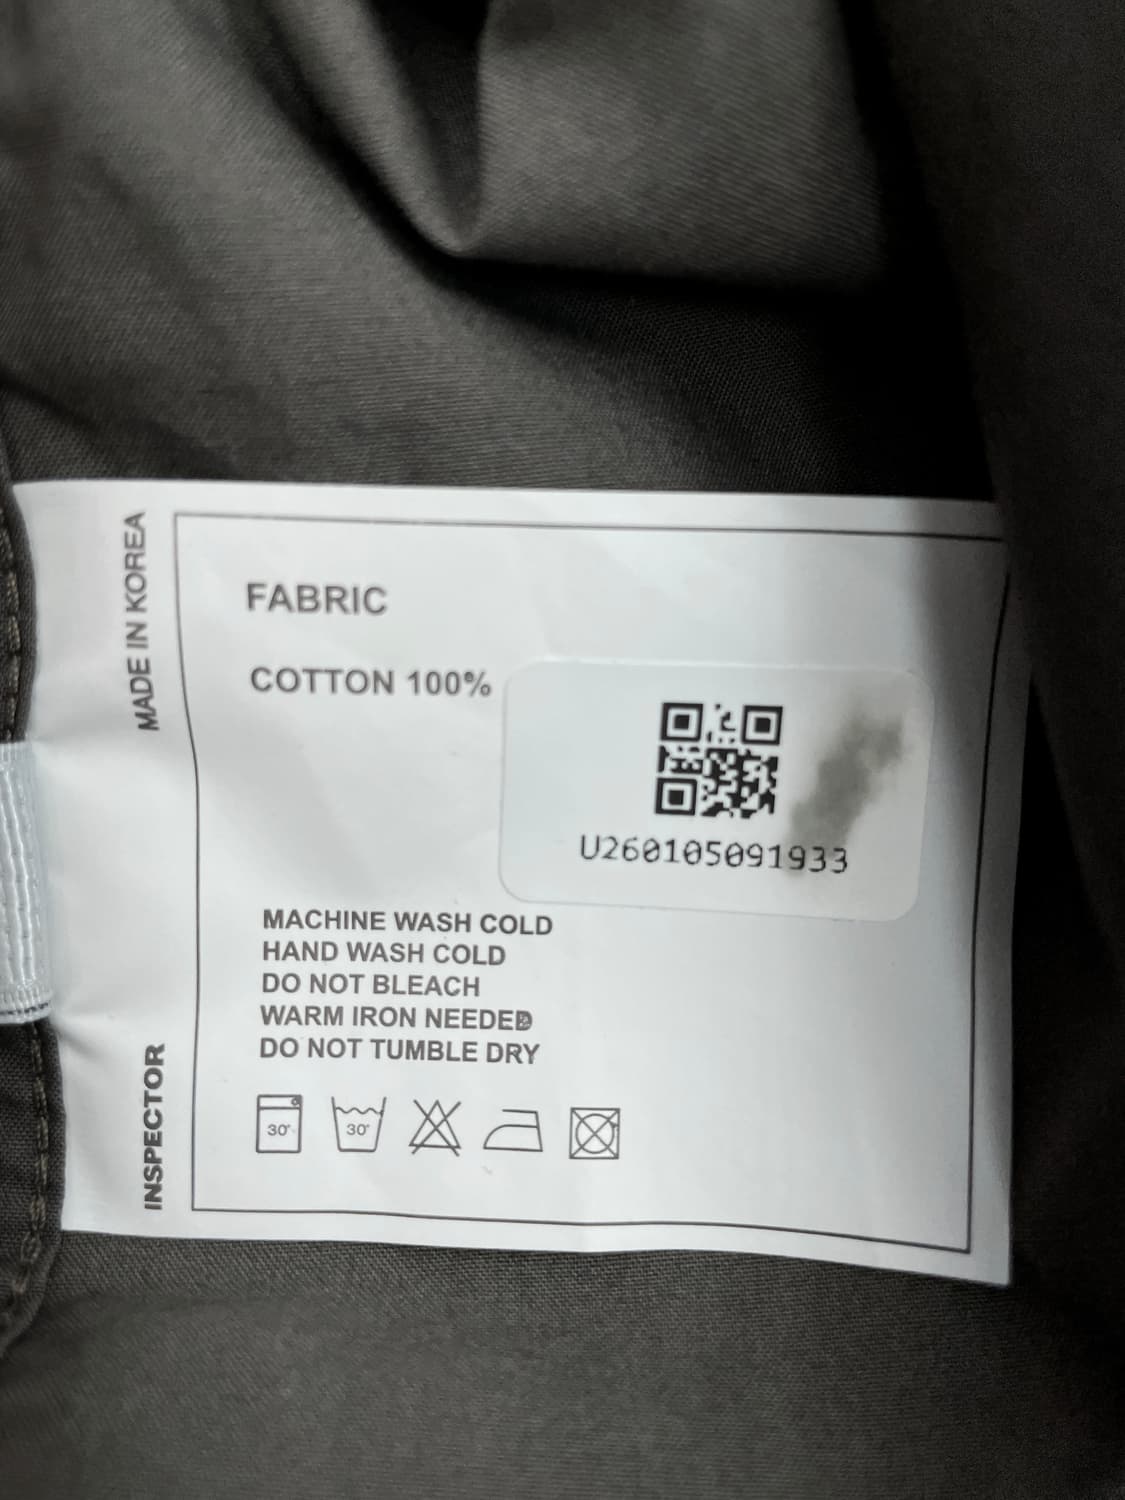 MADE IN KOREA
FABRIC
COTTON 100%
U260105091933
MACHINE WASH COLD
HAND WASH COLD
DO NOT BLEACH
WARM IRON NEEDED
DO NOT TUMBLE DRY
30°
30°
INSPECTOR